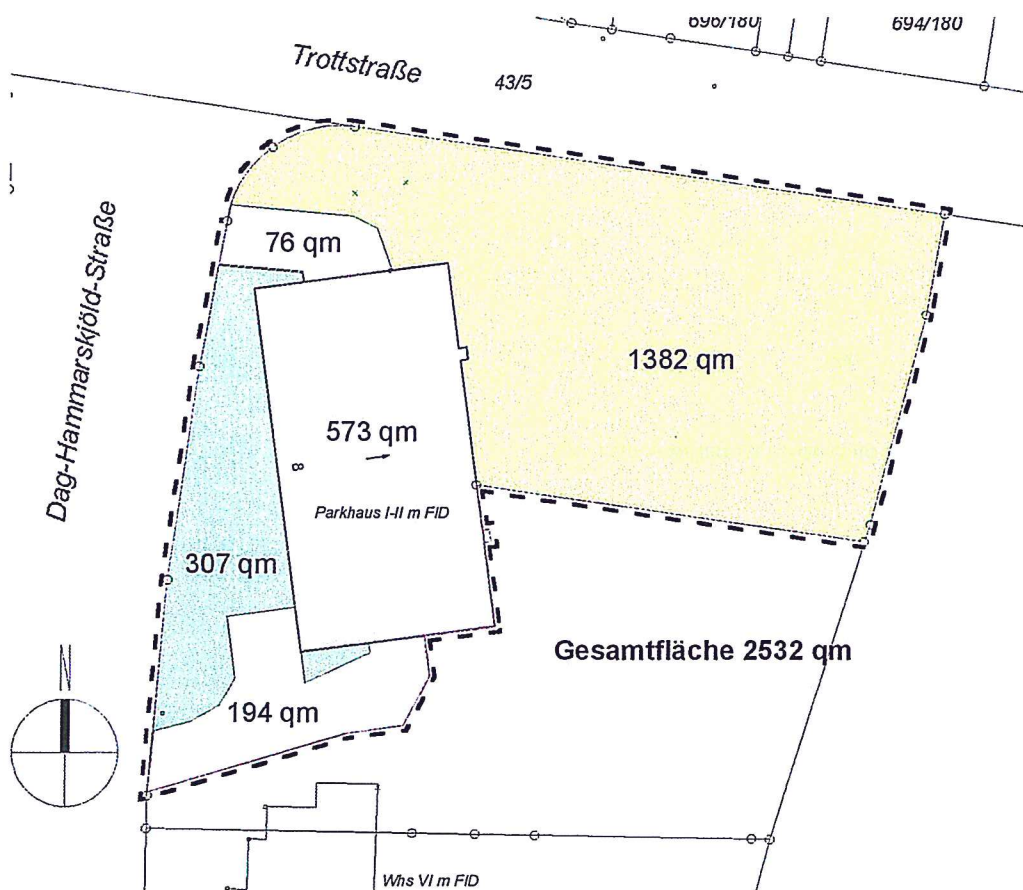 696/180
694/180
Trottstraße
43/5
Dag-Hammarskjöld-Straße
76 qm
1382 qm
573 qm
8
Parkhaus I-II m FlD
307 qm
Gesamtfläche 2532 qm
194 qm
N
Whs VI m FlD